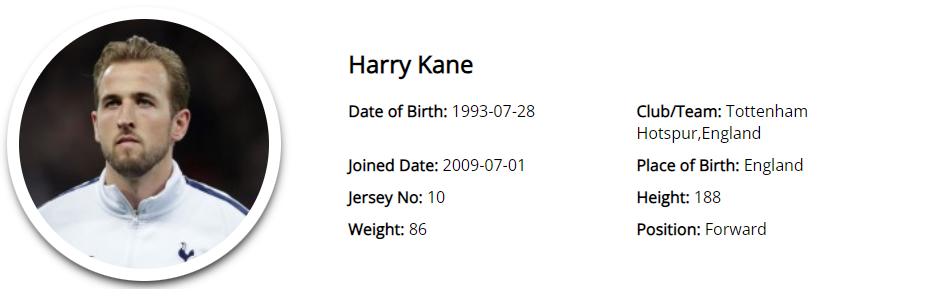 Harry Kane
Date of Birth: 1993-07-28
Club/Team: Tottenham
Hotspur,England
Joined Date: 2009-07-01
Place of Birth: England
Jersey No: 10
Height: 188
Weight: 86
Position: Forward